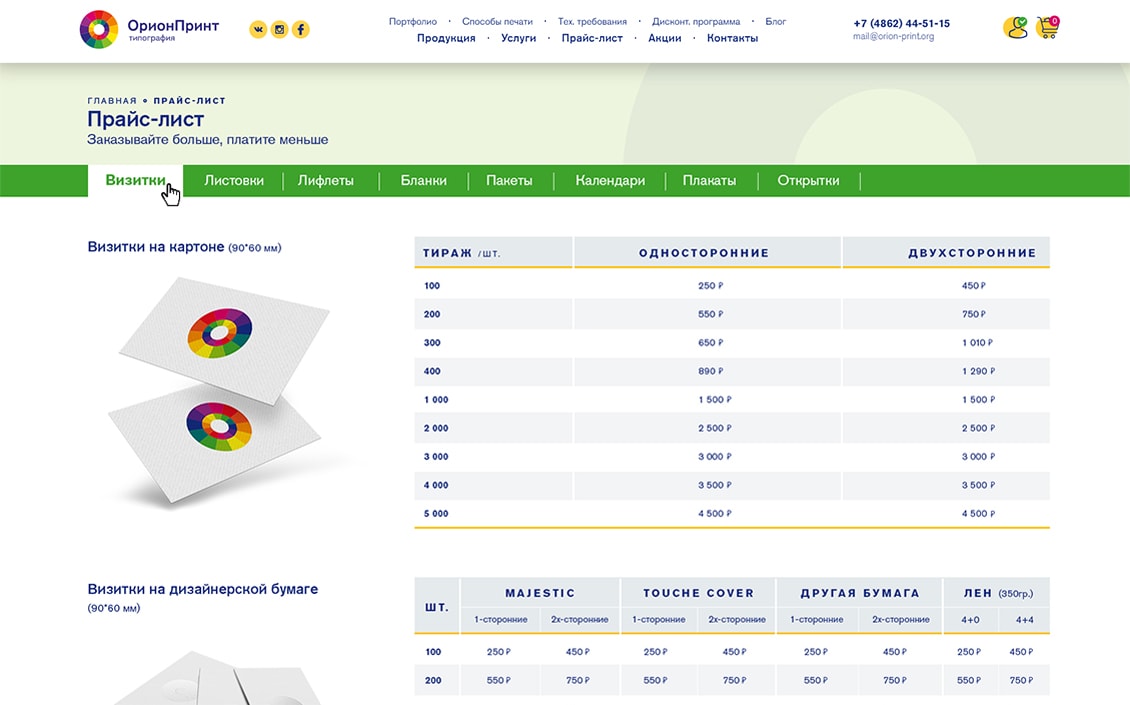 ОрионПринт
типография
Портфолио · Способы печати · Тех. требования · Дисконт. программа · Блог
Продукция · Услуги · Прайс-лист · Акции · Контакты
+7 (4862) 44-51-15
mail@orion-print.org
0
ГЛАВНАЯ ПРАЙС-ЛИСТ
Прайс-лист
Заказывайте больше, платите меньше
Визитки Листовки Лифлеты Бланки Пакеты Календари Плакаты Открытки
Визитки на картоне (90*60 мм)
ТИРАЖ /ШТ. ОДНОСТОРОННИЕ ДВУХСТОРОННИЕ
100 250 ₽ 450 ₽
200 550 ₽ 750 ₽
300 650 ₽ 1 010 ₽
400 890 ₽ 1 290 ₽
1 000 1 500 ₽ 1 500 ₽
2 000 2 500 ₽ 2 500 ₽
3 000 3 000 ₽ 3 000 ₽
4 000 3 500 ₽ 3 500 ₽
5 000 4 500 ₽ 4 500 ₽
Визитки на дизайнерской бумаге
(90*60 мм)
ШТ. MAJESTIC TOUCHE COVER ДРУГАЯ БУМАГА ЛЕН (350гр.)
1-сторонние 2х-сторонние 1-сторонние 2х-сторонние 1-сторонние 2х-сторонние 4+0 4+4
100 250 ₽ 450 ₽ 250 ₽ 450 ₽ 250 ₽ 450 ₽ 250 ₽ 450 ₽
200 550 ₽ 750 ₽ 550 ₽ 750 ₽ 550 ₽ 750 ₽ 550 ₽ 750 ₽